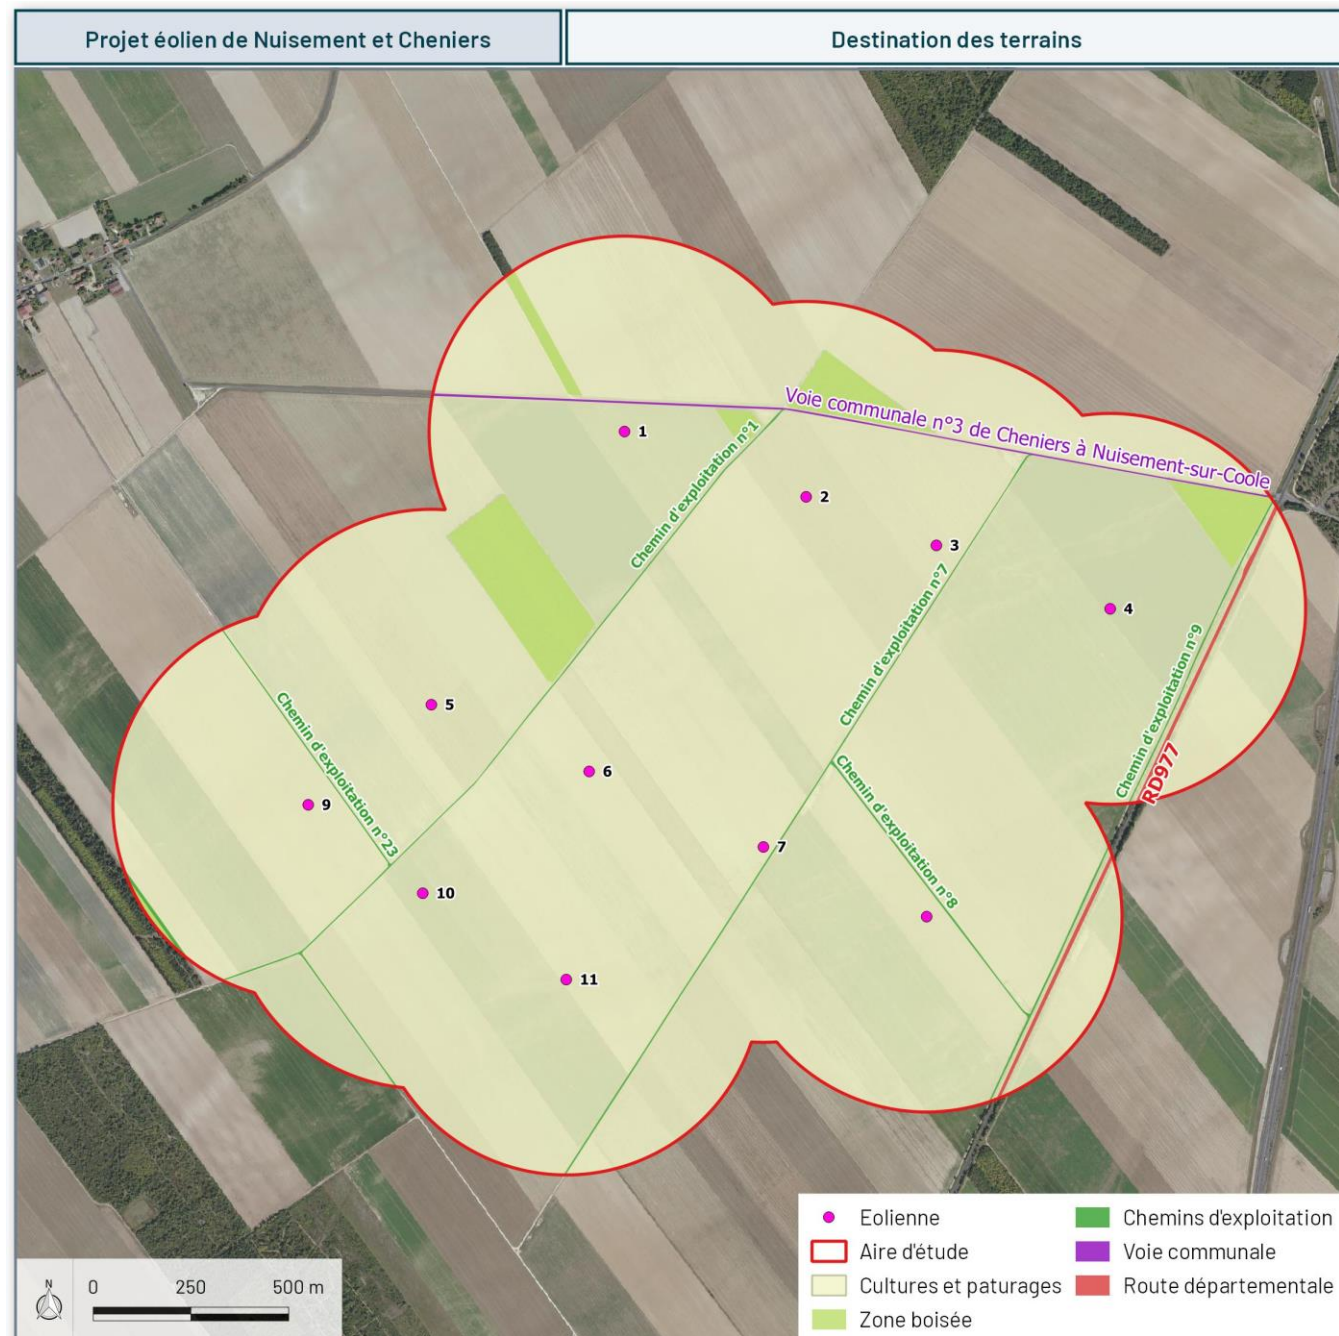 Projet éolien de Nuisement et Cheniers
Destination des terrains
Voie communale n°3 de Cheniers à Nuisement-sur-Coole
1
Chemin d'exploitation n°1
2
3
Chemin d'exploitation n°7
4
Chemin d'exploitation n°9
RD977
5
Chemin d'exploitation n°23
6
9
7
Chemin d'exploitation n°8
10
11
Eolienne
Aire d'étude
Cultures et paturages
Zone boisée
Chemins d'exploitation
Voie communale
Route départementale
N
0 250 500 m